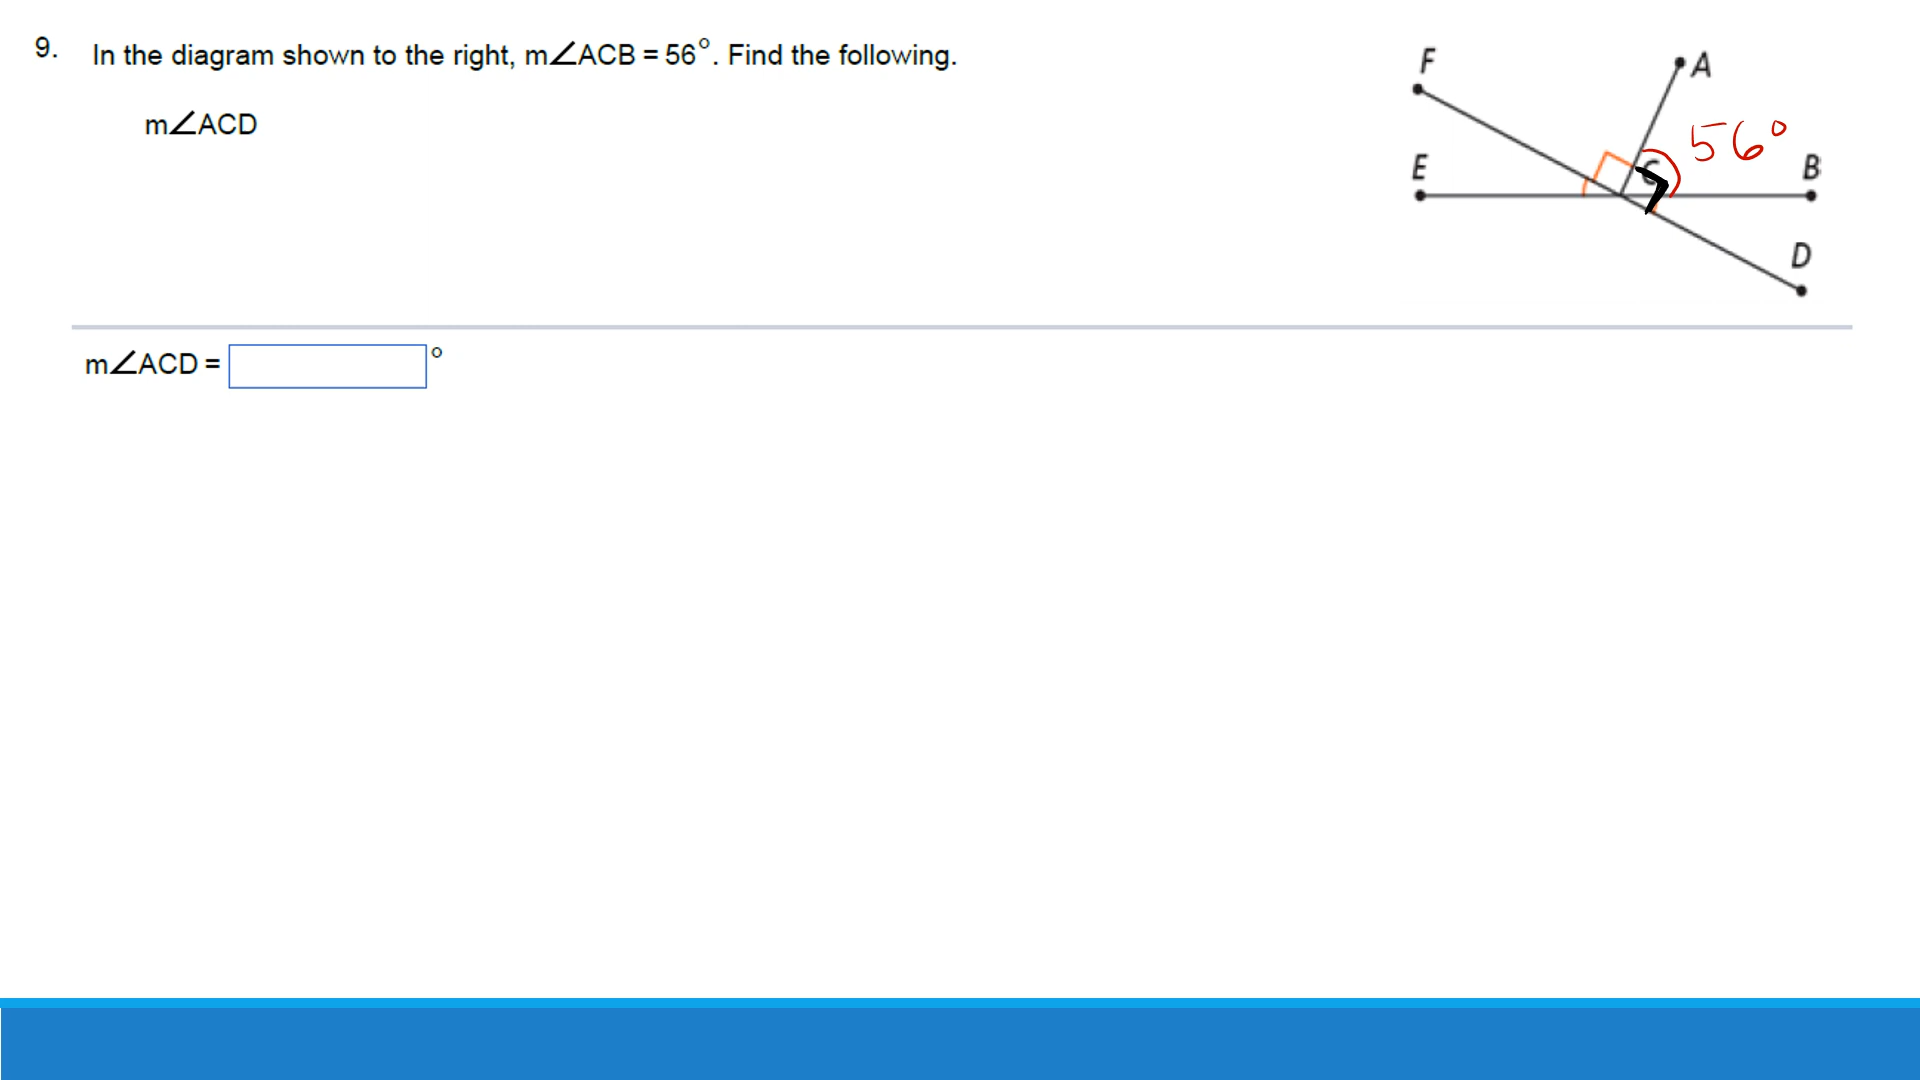 9. In the diagram shown to the right, m∠ACB = 56°. Find the following.
m∠ACD
F
A
56°
E
C
B
D
m∠ACD = °